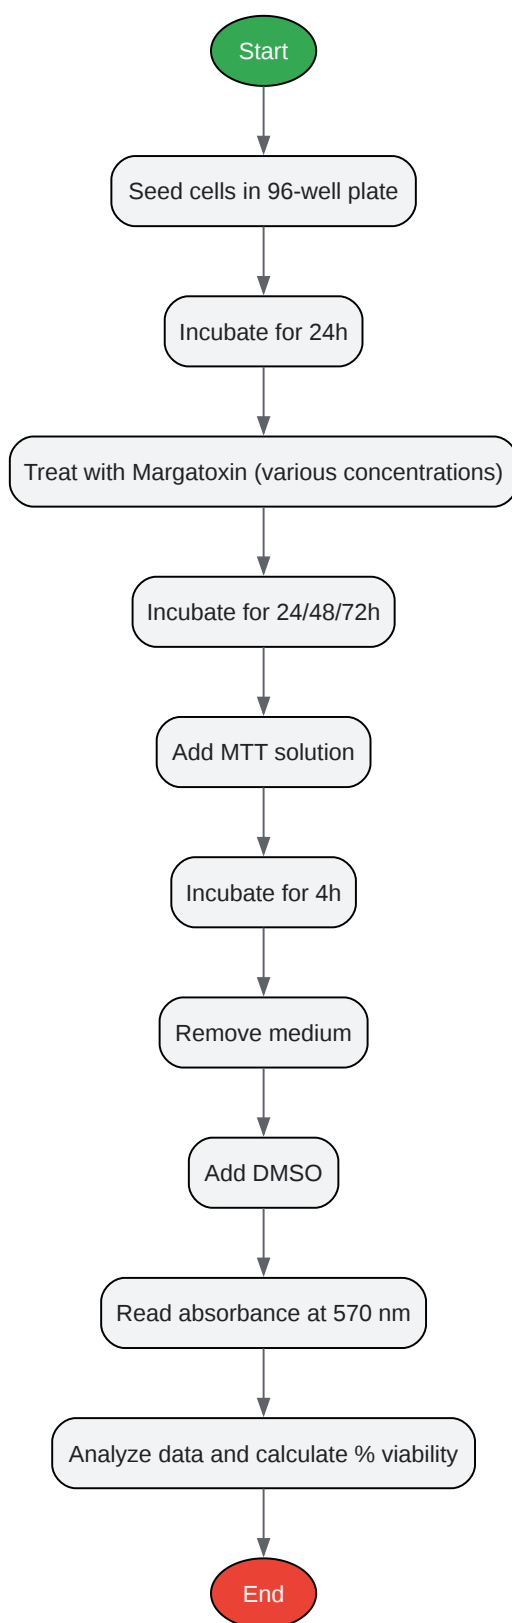 Start
Seed cells in 96-well plate
Incubate for 24h
Treat with Margatoxin (various concentrations)
Incubate for 24/48/72h
Add MTT solution
Incubate for 4h
Remove medium
Add DMSO
Read absorbance at 570 nm
Analyze data and calculate % viability
End